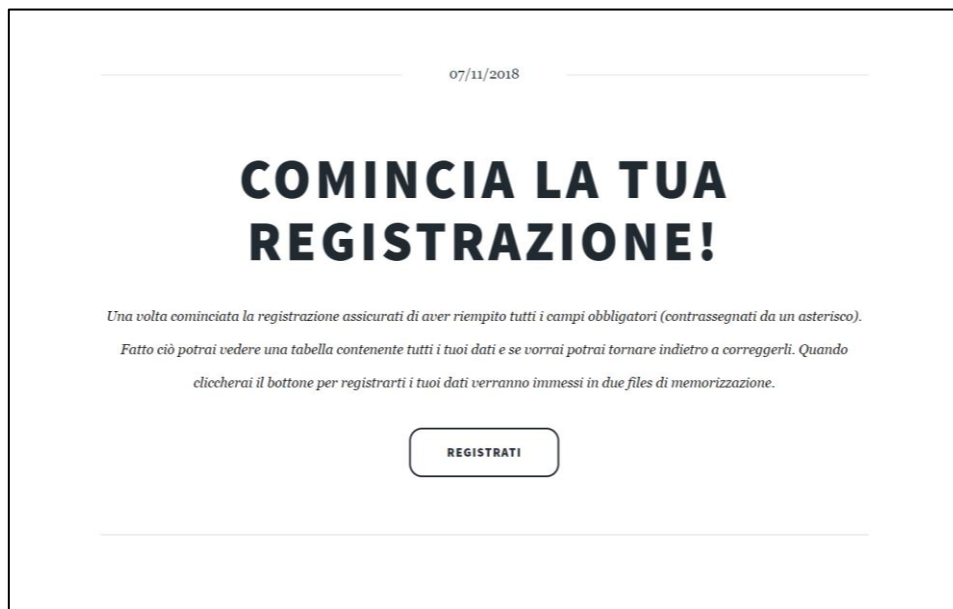 07/11/2018
COMINCIA LA TUA
REGISTRAZIONE!
Una volta cominciata la registrazione assicurati di aver riempito tutti i campi obbligatori (contrassegnati da un asterisco).
Fatto ciò potrai vedere una tabella contenente tutti i tuoi dati e se vorrai potrai tornare indietro a correggerli. Quando
cliccherai il bottone per registrarti i tuoi dati verranno immessi in due files di memorizzazione.
REGISTRATI